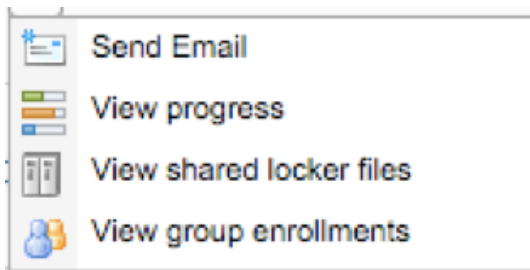 Send Email
View progress
View shared locker files
View group enrollments